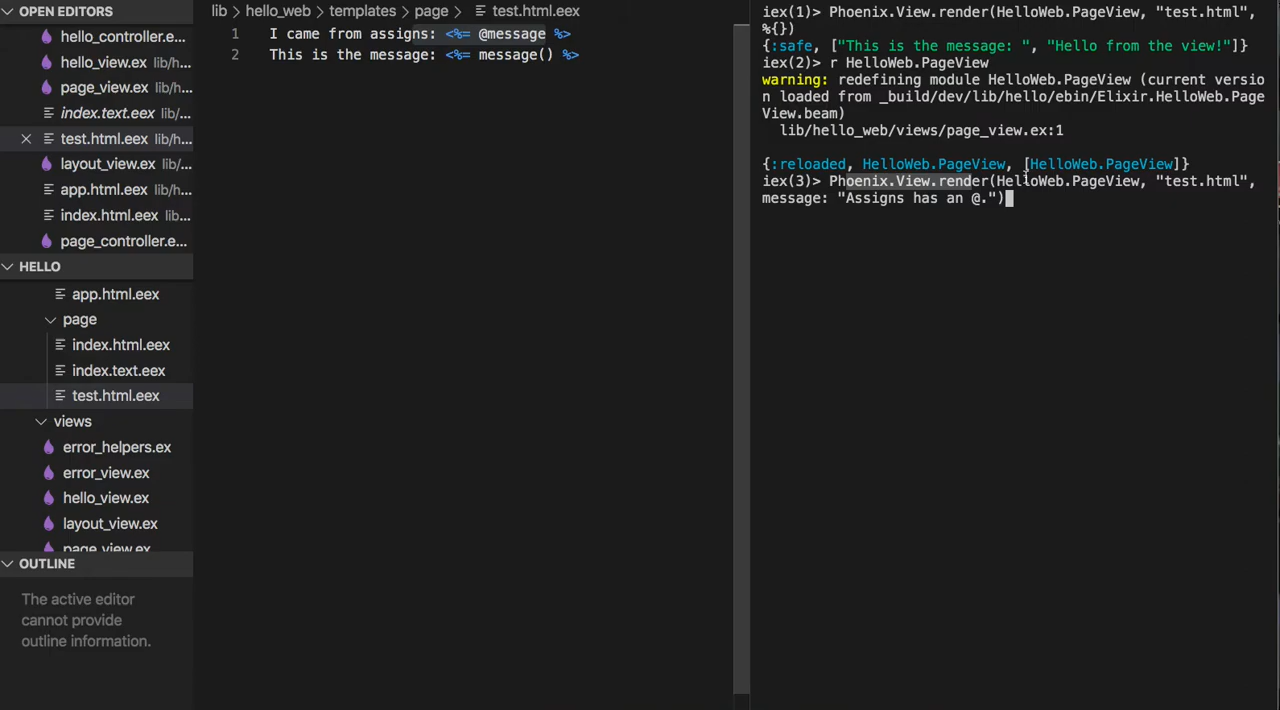 OPEN EDITORS
hello_controller.e...
hello_view.ex lib/h...
page_view.ex lib/h...
index.text.eex lib/...
test.html.eex lib/h...
layout_view.ex lib/...
app.html.eex lib/h...
index.html.eex lib/...
page_controller.e...
HELLO
app.html.eex
page
index.html.eex
index.text.eex
test.html.eex
views
error_helpers.ex
error_view.ex
hello_view.ex
layout_view.ex
page_view.ex
OUTLINE
The active editor
cannot provide
outline information.
lib > hello_web > templates > page > test.html.eex
1 I came from assigns: <%= @message %>
2 This is the message: <%= message() %>
iex(1)> Phoenix.View.render(HelloWeb.PageView, "test.html",
%{})
{:safe, ["This is the message: ", "Hello from the view!"]}
iex(2)> r HelloWeb.PageView
warning: redefining module HelloWeb.PageView (current versio
n loaded from _build/dev/lib/hello/ebin/Elixir.HelloWeb.Page
View.beam)
lib/hello_web/views/page_view.ex:1
{:reloaded, HelloWeb.PageView, [HelloWeb.PageView]}
iex(3)> Phoenix.View.render(HelloWeb.PageView, "test.html",
message: "Assigns has an @.")